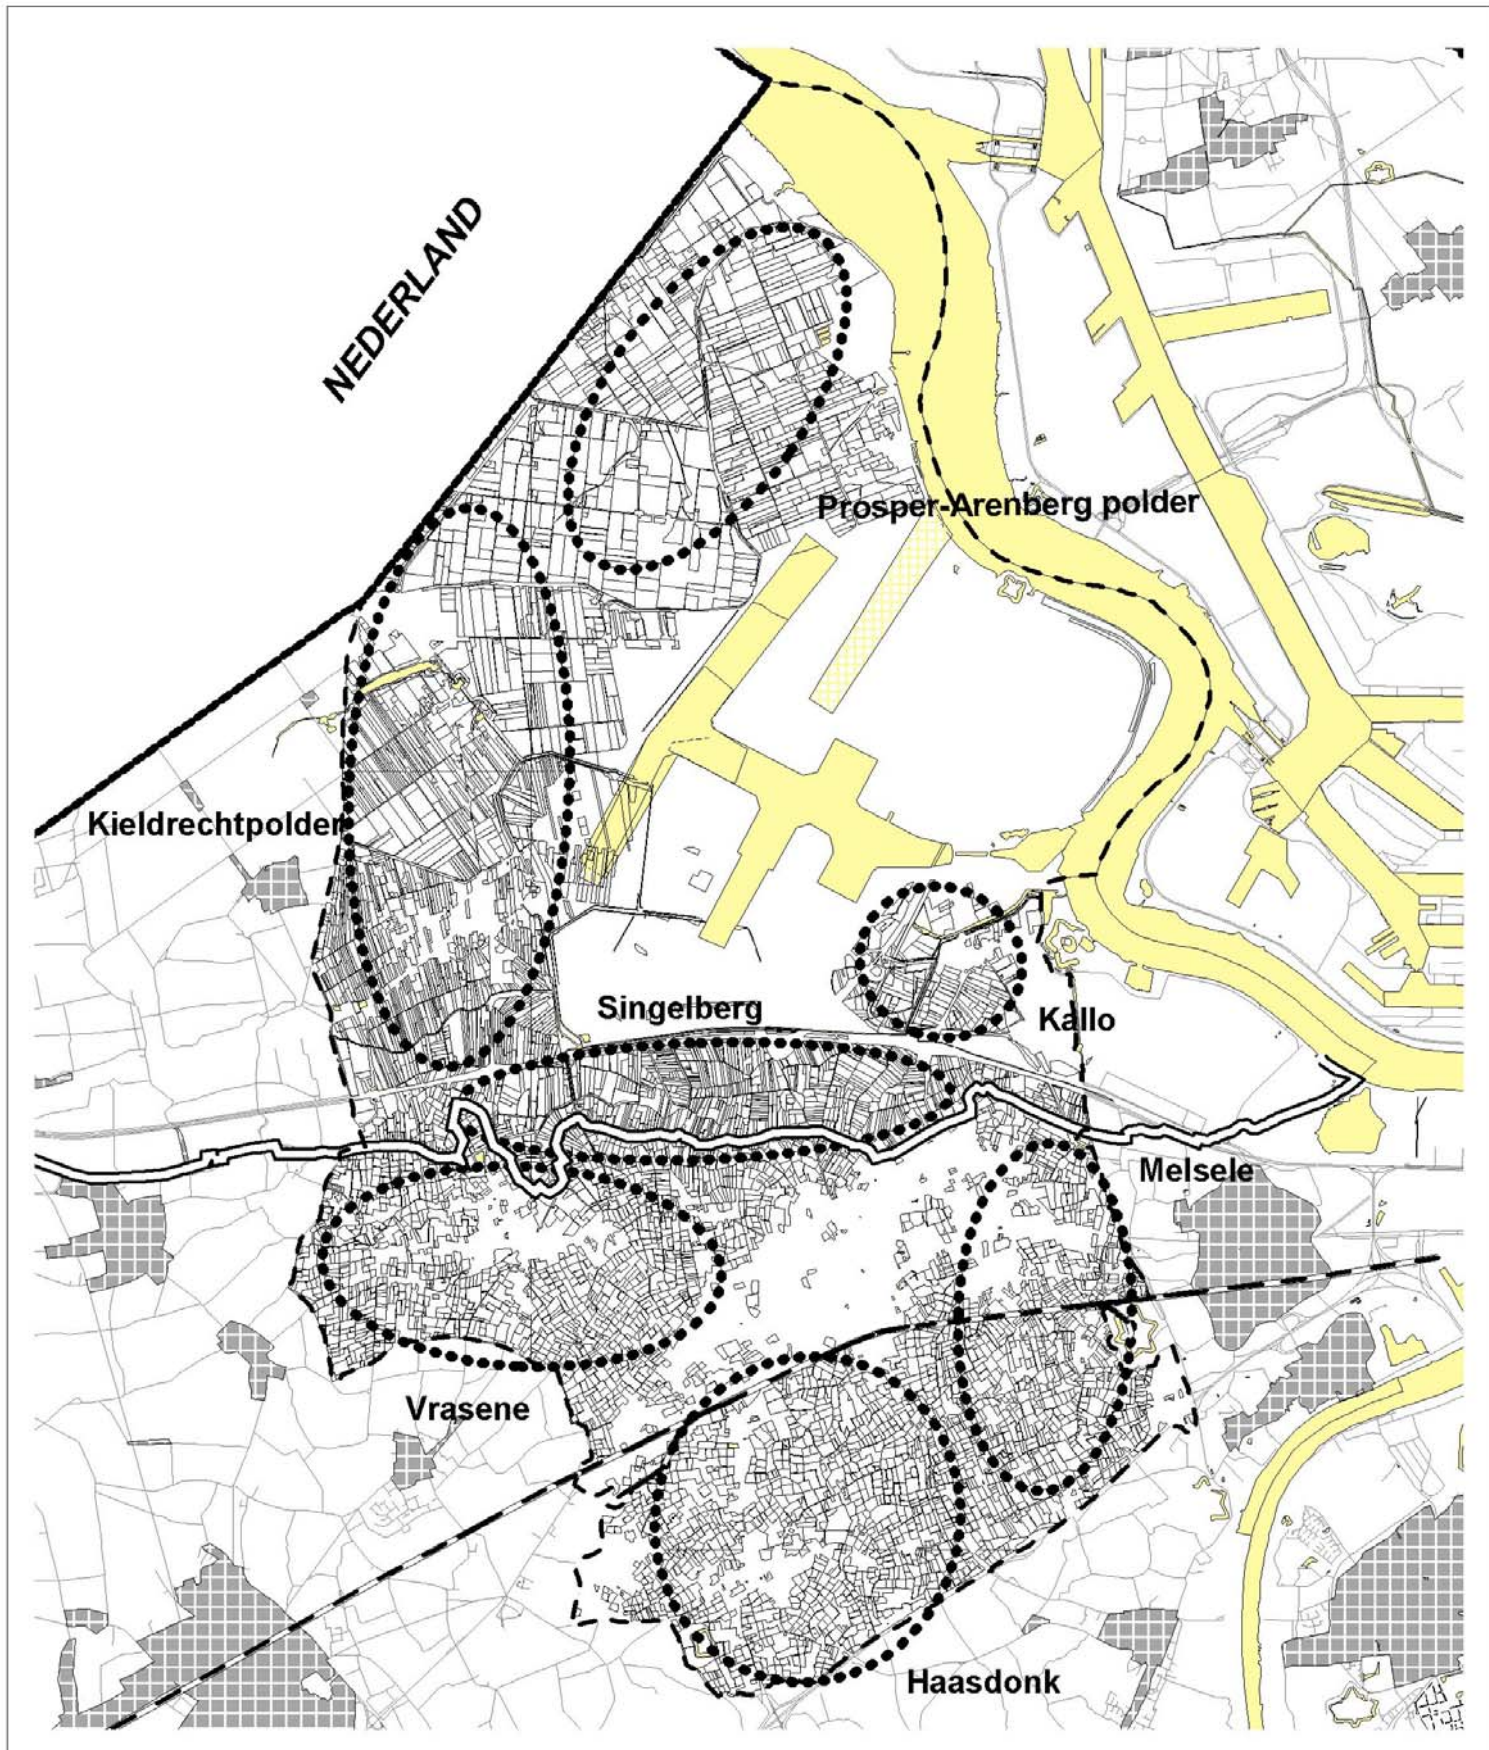 NEDERLAND
Prosper-Arenberg polder
Kieldrechtpolder
Singelberg
Kallo
Melsele
Vrasene
Haasdonk